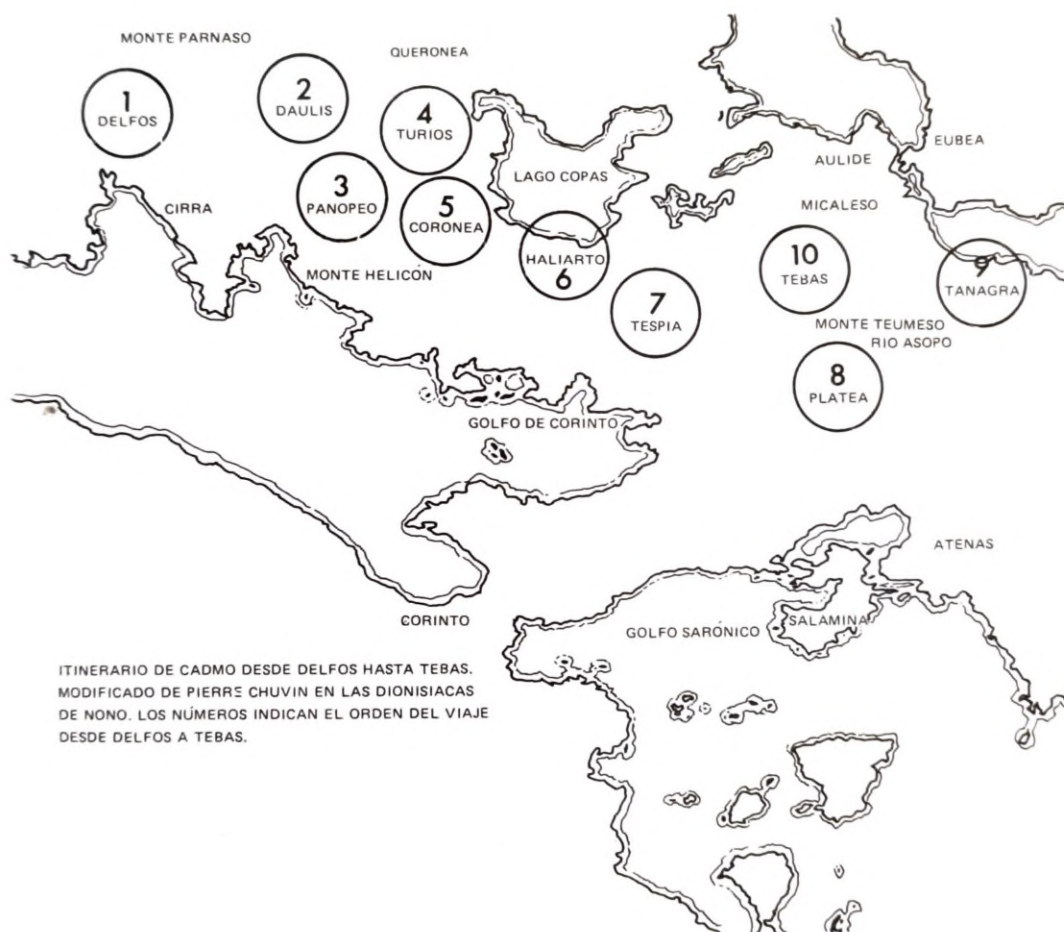 MONTE PARNASO
QUERONEA
1
DELFOS
2
DAULIS
4
TURIOS
EUBEA
AULIDE
LAGO COPAS
3
PANOPEO
5
CORONEA
CIRRA
MICALESO
HALIARTO
6
10
TEBAS
9
TANAGRA
MONTE HELICÓN
7
TESPIA
MONTE TEUMESO
RIO ASOPO
8
PLATEA
GOLFO DE CORINTO
ATENAS
CORINTO
GOLFO SARÓNICO
SALAMINA
ITINERARIO DE CADMO DESDE DELFOS HASTA TEBAS.
MODIFICADO DE PIERRE CHUVIN EN LAS DIONISIACAS
DE NONO. LOS NÚMEROS INDICAN EL ORDEN DEL VIAJE
DESDE DELFOS A TEBAS.